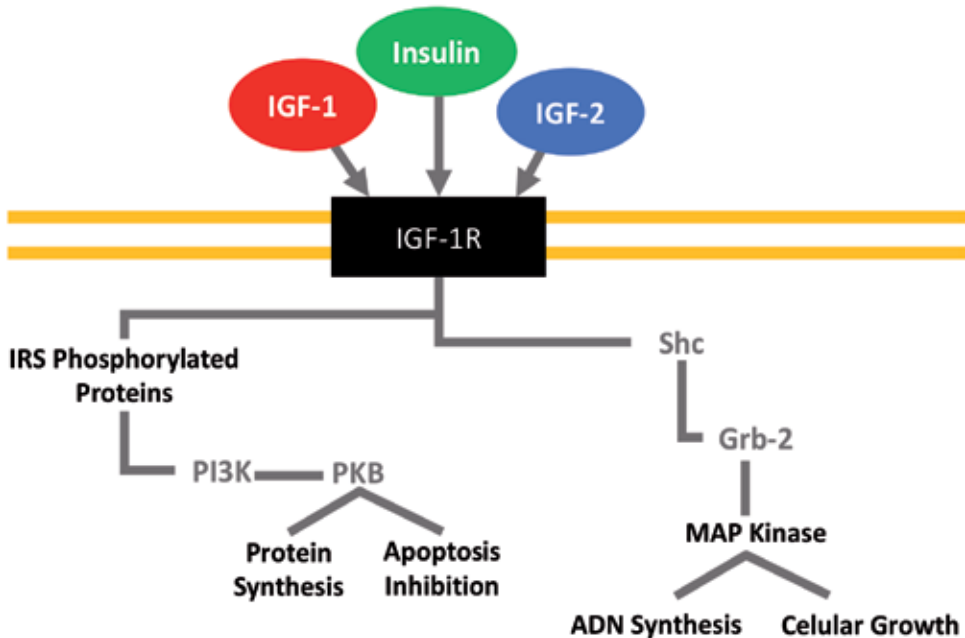 Insulin
IGF-1
IGF-2
IGF-1R
IRS Phosphorylated
Proteins
Shc
Grb-2
PI3K
PKB
MAP Kinase
Protein
Synthesis
Apoptosis
Inhibition
ADN Synthesis
Celular Growth